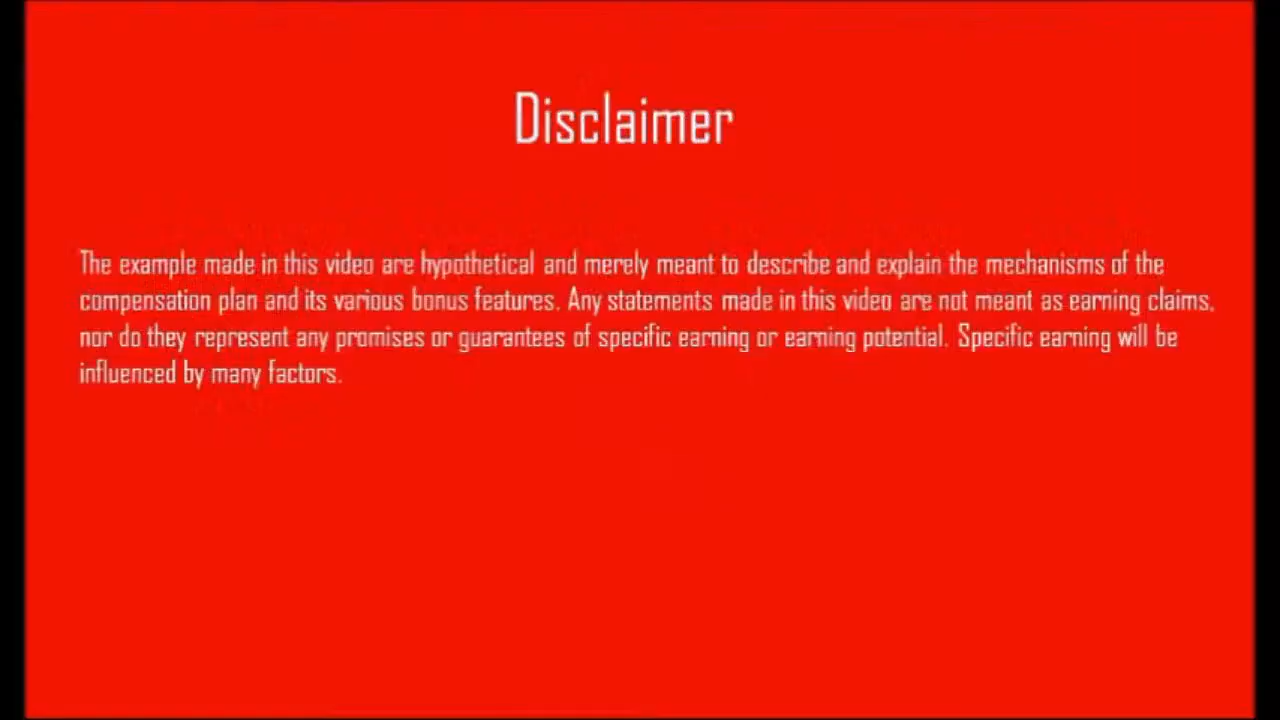 Disclaimer
The example made in this video are hypothetical and merely meant to describe and explain the mechanisms of the
compensation plan and its various bonus features. Any statements made in this video are not meant as earning claims,
nor do they represent any promises or guarantees of specific earning or earning potential. Specific earning will be
influenced by many factors.